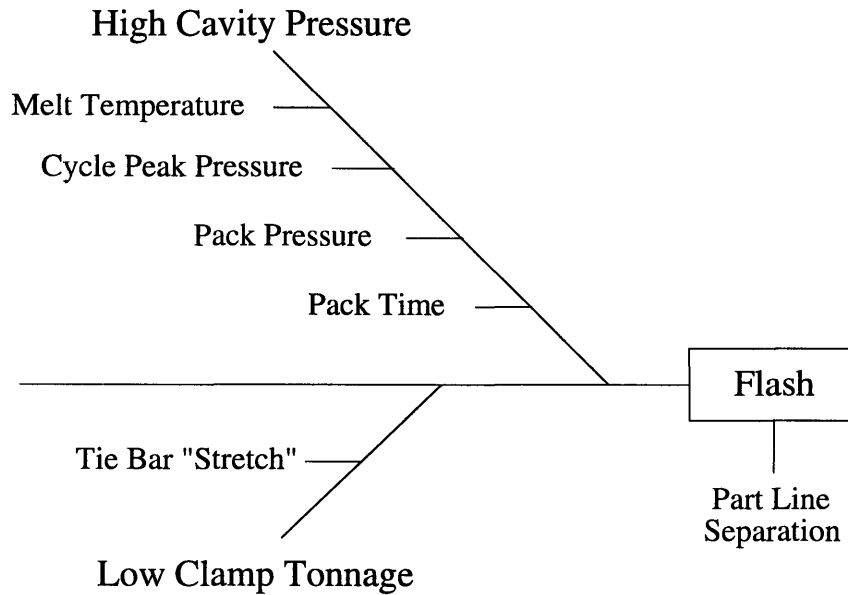 High Cavity Pressure
Melt Temperature
Cycle Peak Pressure
Pack Pressure
Pack Time
Flash
Tie Bar "Stretch"
Part Line
Separation
Low Clamp Tonnage